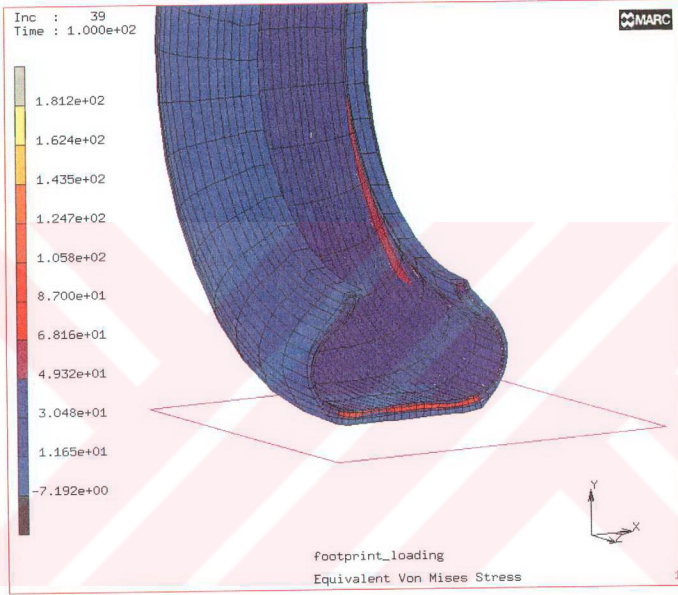 Inc : 39
Time : 1.000e+02
MARC
1.812e+02
1.624e+02
1.435e+02
1.247e+02
1.058e+02
8.700e+01
6.816e+01
4.932e+01
3.048e+01
1.165e+01
-7.192e+00
Y
X
Z
footprint_loading
Equivalent Von Mises Stress
1